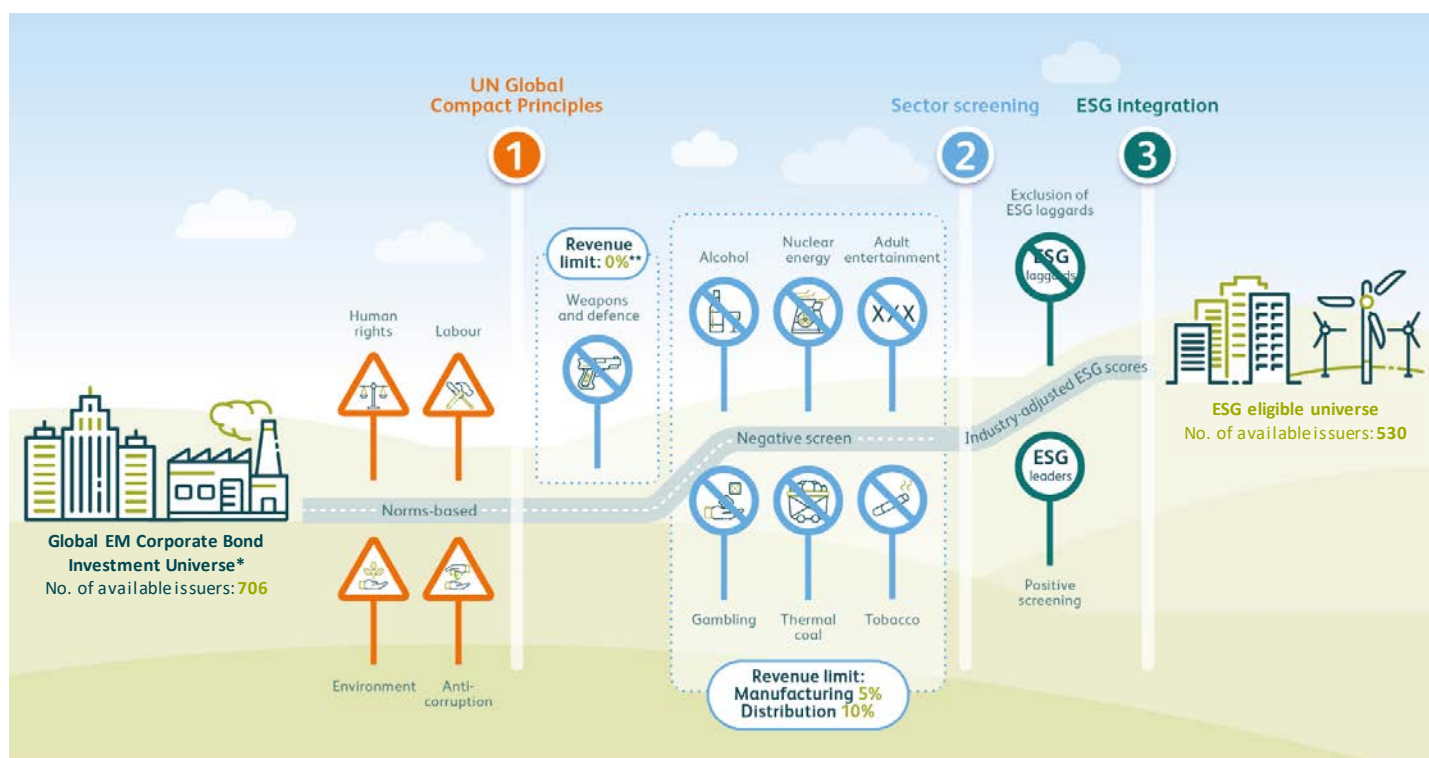 UN Global
Compact Principles
1
Sector screening
2
ESG integration
3
Exclusion of
ESG laggards
ESG
laggards
Revenue
limit: 0%**
Weapons
and defence
Alcohol
Nuclear
energy
Adult
entertainment
XXX
Human
rights
Labour
Norms-based
Negative screen
Industry-adjusted ESG scores
Global EM Corporate Bond
Investment Universe*
No. of available issuers: 706
Environment
Anti-
corruption
Gambling
Thermal
coal
Tobacco
Revenue limit:
Manufacturing 5%
Distribution 10%
ESG
leaders
Positive
screening
ESG eligible universe
No. of available issuers: 530